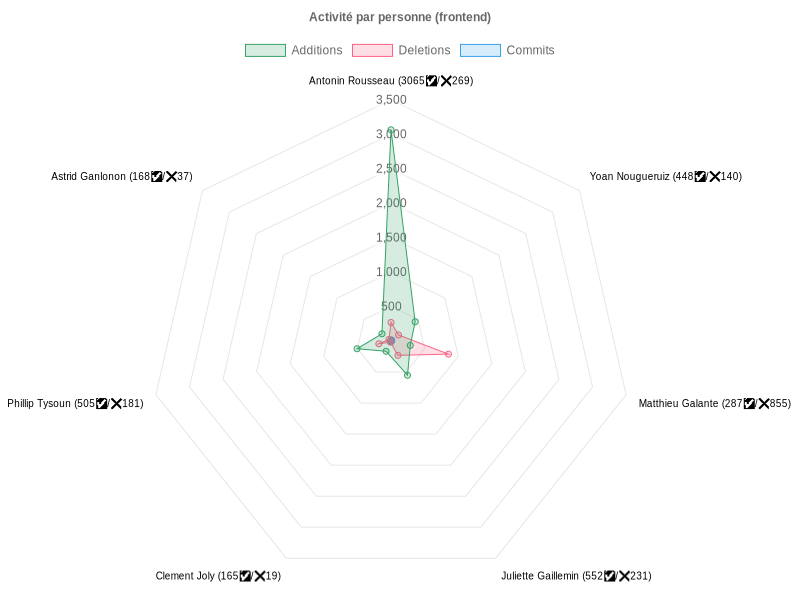 Activité par personne (frontend)
Additions Deletions Commits
Antonin Rousseau (3065✅/❌269)
3,500
Astrid Ganlonon (168✅/❌37)
Yoan Nougueruiz (448✅/❌140)
3,000
2,500
2,000
1,500
1,000
500
Phillip Tysoun (505✅/❌181)
Matthieu Galante (287✅/❌855)
Clement Joly (165✅/❌19)
Juliette Gaillemin (552✅/❌231)